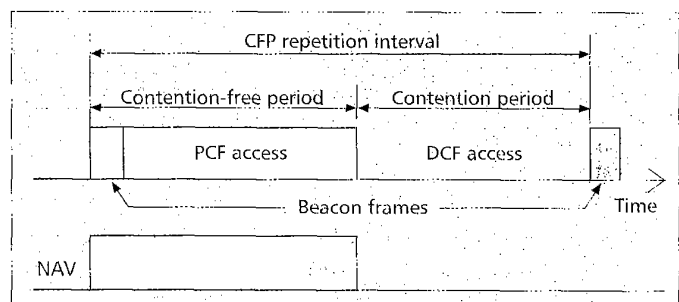 CFP repetition interval
Contention-free period
Contention period
PCF access
DCF access
Beacon frames
Time
NAV